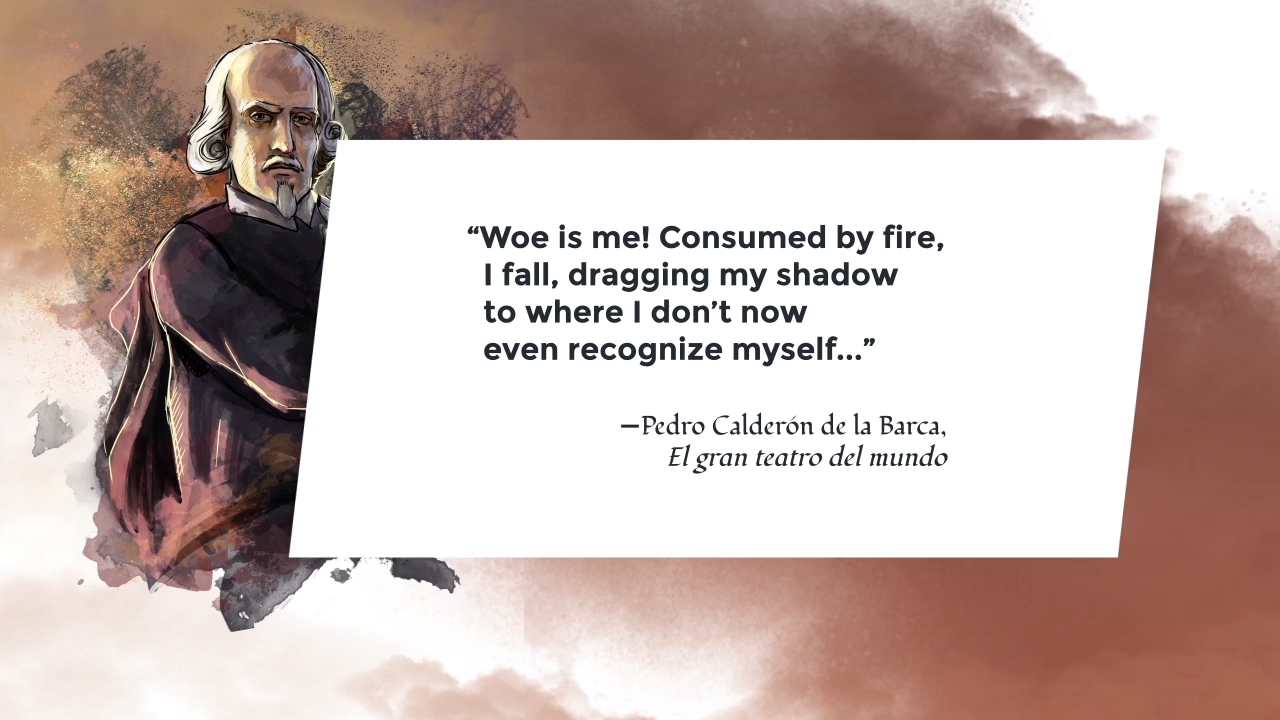 “Woe is me! Consumed by fire,
I fall, dragging my shadow
to where I don’t now
even recognize myself...”
—Pedro Calderón de la Barca,
El gran teatro del mundo